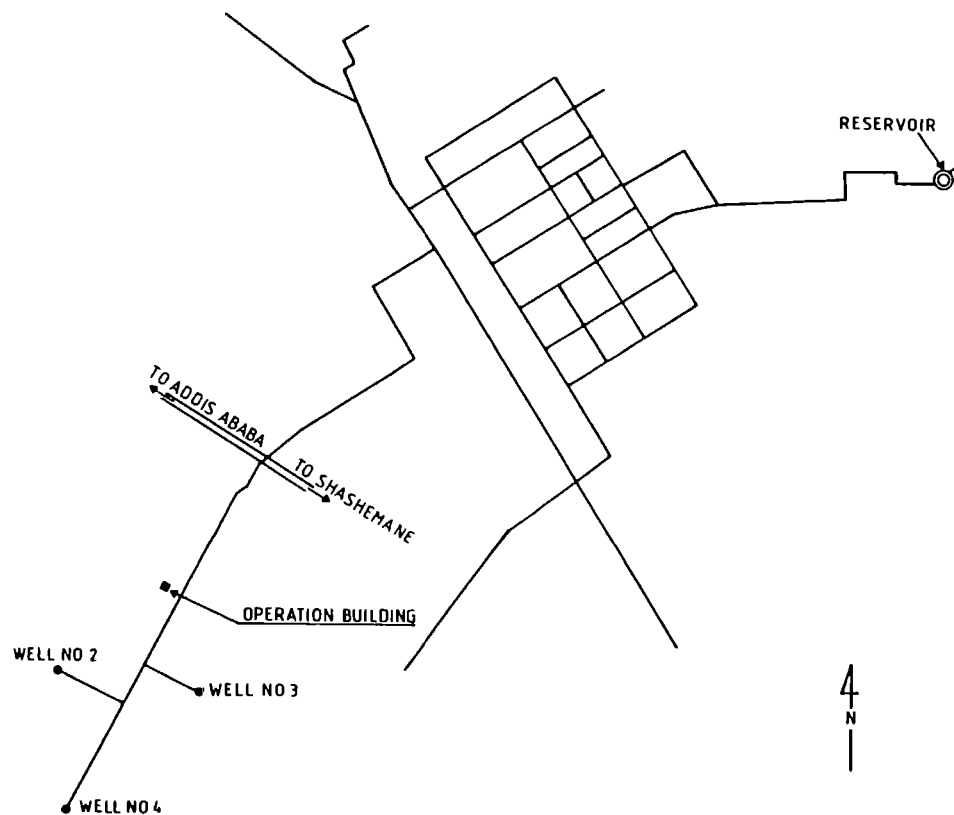 RESERVOIR
TO ADDIS ABABA
TO SHASHEMANE
OPERATION BUILDING
WELL NO 2
WELL NO 3
N
WELL NO 4